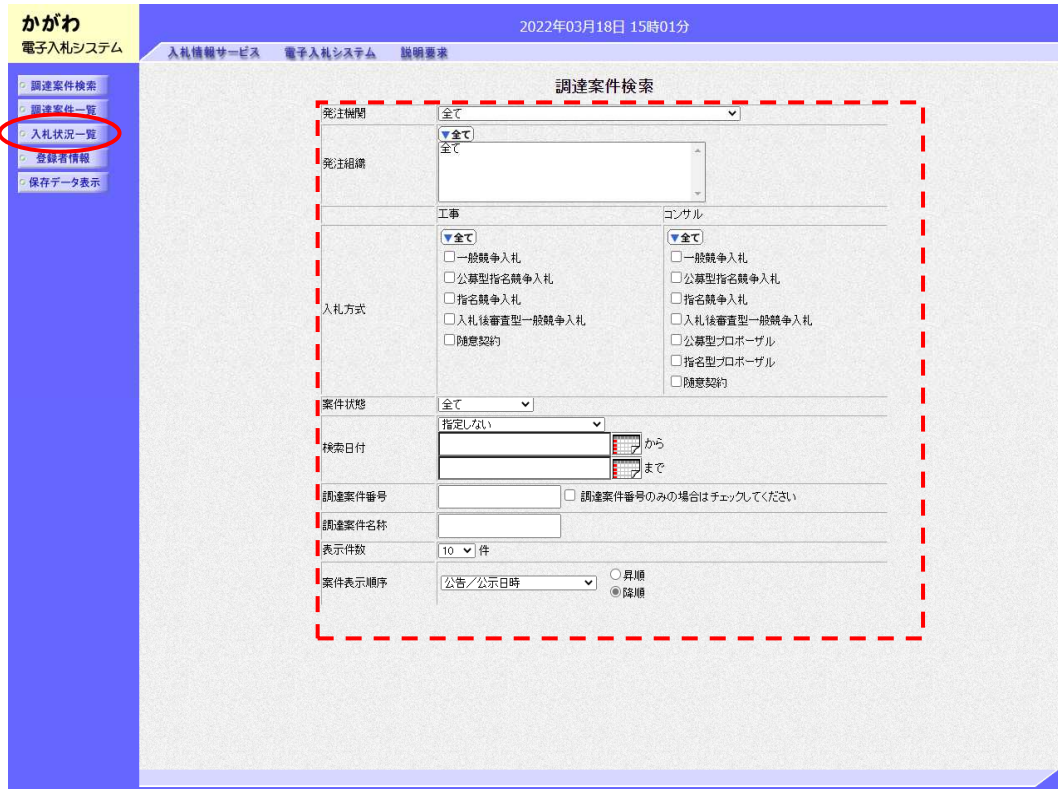 かがわ
電子入札システム
2022年03月18日 15時01分
入札情報サービス 電子入札システム 説明要求
調達案件検索
調達案件一覧
入札状況一覧
登録者情報
保存データ表示
調達案件検索
発注機関 全て
発注組織 ▼全て
全て
工事 コンサル
入札方式 ▼全て ▼全て
一般競争入札 一般競争入札
公募型指名競争入札 公募型指名競争入札
指名競争入札 指名競争入札
入札後審査型一般競争入札 入札後審査型一般競争入札
随意契約 公募型プロポーザル
指名型プロポーザル
随意契約
案件状態 全て
検索日付 指定しない
から
まで
調達案件番号 調達案件番号のみの場合はチェックしてください
調達案件名称
表示件数 10 件
案件表示順序 公告/公示日時 昇順
降順